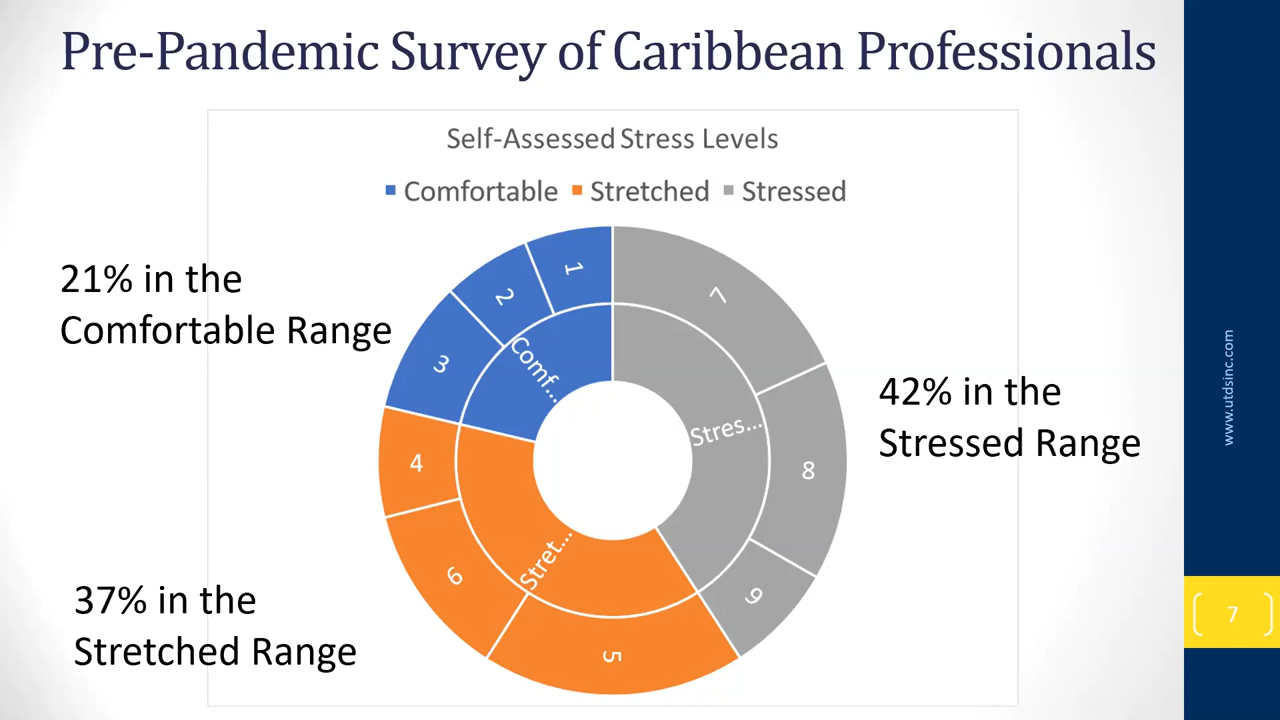 Pre-Pandemic Survey of Caribbean Professionals
Self-Assessed Stress Levels
Comfortable Stretched Stressed
21% in the
Comfortable Range
42% in the
Stressed Range
37% in the
Stretched Range
1
2
3
4
6
5
7
8
9
Comf...
Stret...
Stres...
www.utdsinc.com
7